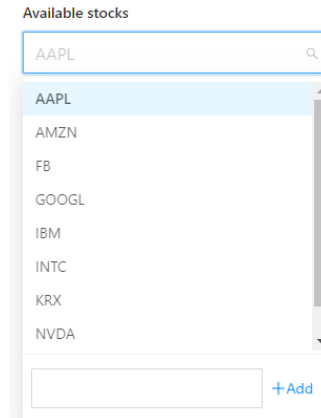 Available stocks
AAPL
AAPL
AMZN
FB
GOOGL
IBM
INTC
KRX
NVDA
+Add